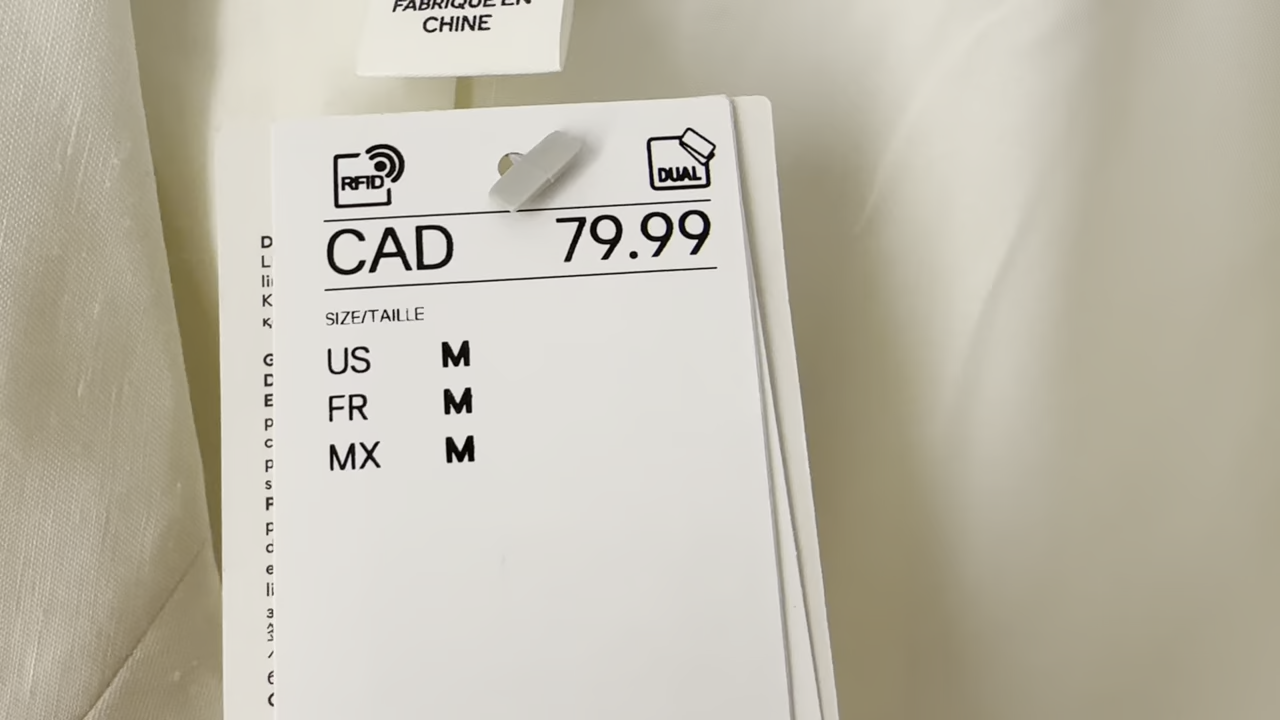 FABRIQUÉ EN
CHINE
RFID
DUAL
CAD 79.99
SIZE/TAILLE
US M
FR M
MX M